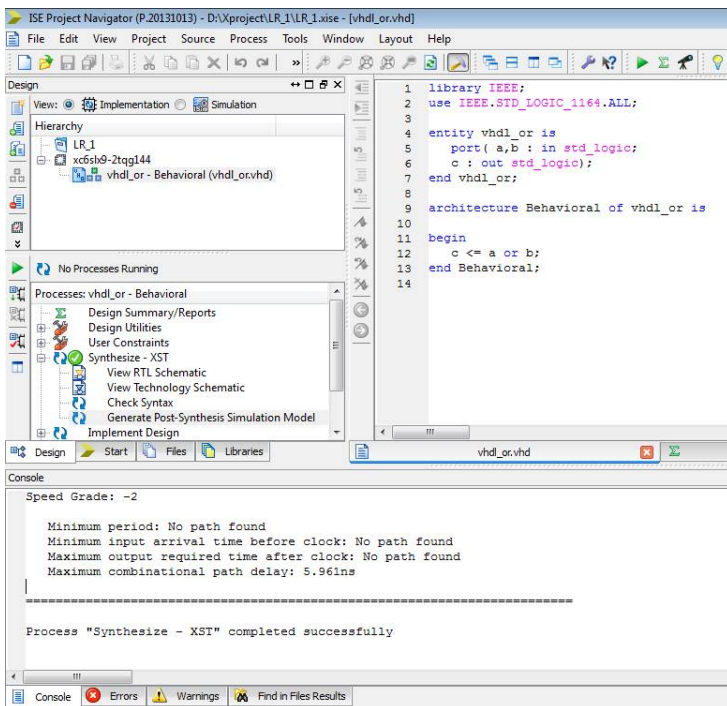 ISE Project Navigator (P.20131013) - D:\Xproject\LR_1\LR_1.xise - [vhdl_or.vhd]
File Edit View Project Source Process Tools Window Layout Help
Design
View: Implementation Simulation
Hierarchy
LR_1
xc6slx9-2tqg144
vhdl_or - Behavioral (vhdl_or.vhd)
No Processes Running
Processes: vhdl_or - Behavioral
Design Summary/Reports
Design Utilities
User Constraints
Synthesize - XST
View RTL Schematic
View Technology Schematic
Check Syntax
Generate Post-Synthesis Simulation Model
Implement Design
Design Start Files Libraries
1 library IEEE;
2 use IEEE.STD_LOGIC_1164.ALL;
3
4 entity vhdl_or is
5 port( a,b : in std_logic;
6 c : out std_logic);
7 end vhdl_or;
8
9 architecture Behavioral of vhdl_or is
10
11 begin
12 c <= a or b;
13 end Behavioral;
14
vhdl_or.vhd
Console
Speed Grade: -2
Minimum period: No path found
Minimum input arrival time before clock: No path found
Maximum output required time after clock: No path found
Maximum combinational path delay: 5.961ns
=========================================================================
Process "Synthesize - XST" completed successfully
Console Errors Warnings Find in Files Results